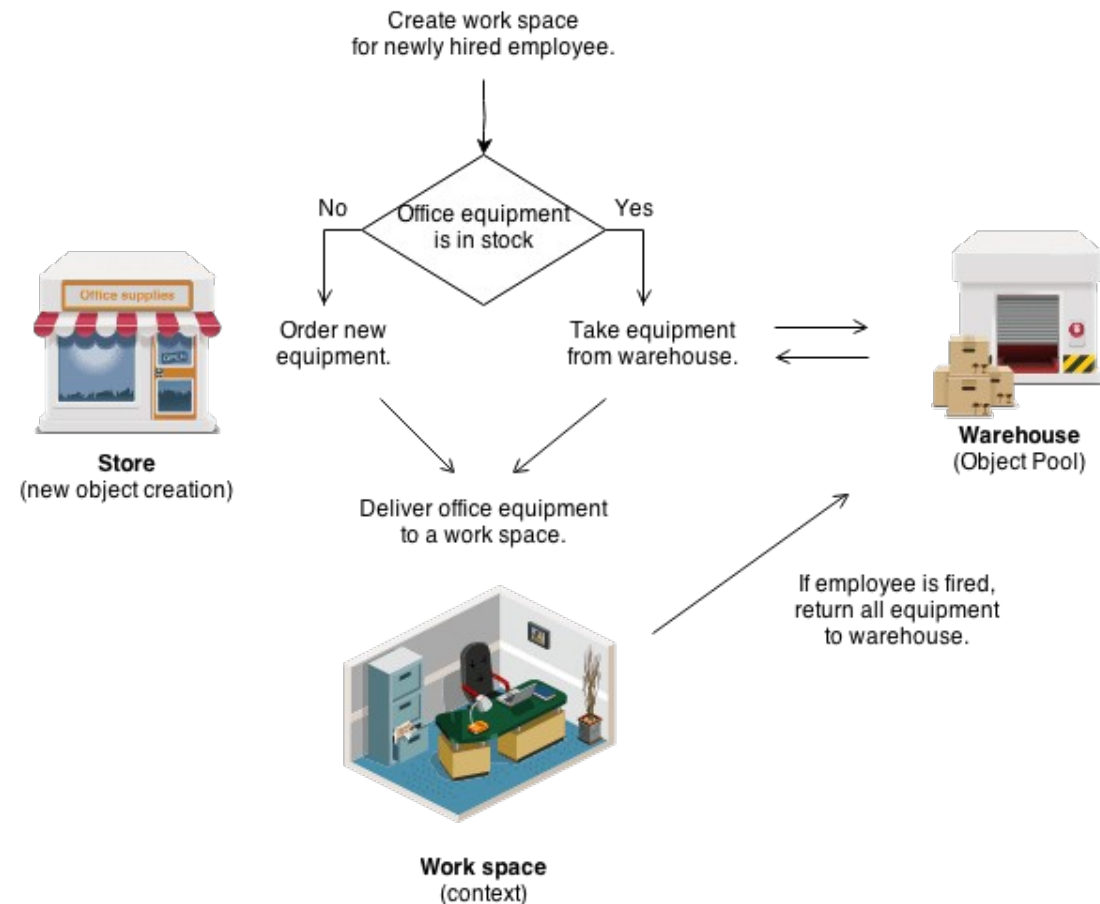 Create work space
for newly hired employee.
No
Office equipment
is in stock
Yes
Office supplies
OPEN
Order new
equipment.
Take equipment
from warehouse.
Store
(new object creation)
Warehouse
(Object Pool)
Deliver office equipment
to a work space.
If employee is fired,
return all equipment
to warehouse.
Work space
(context)